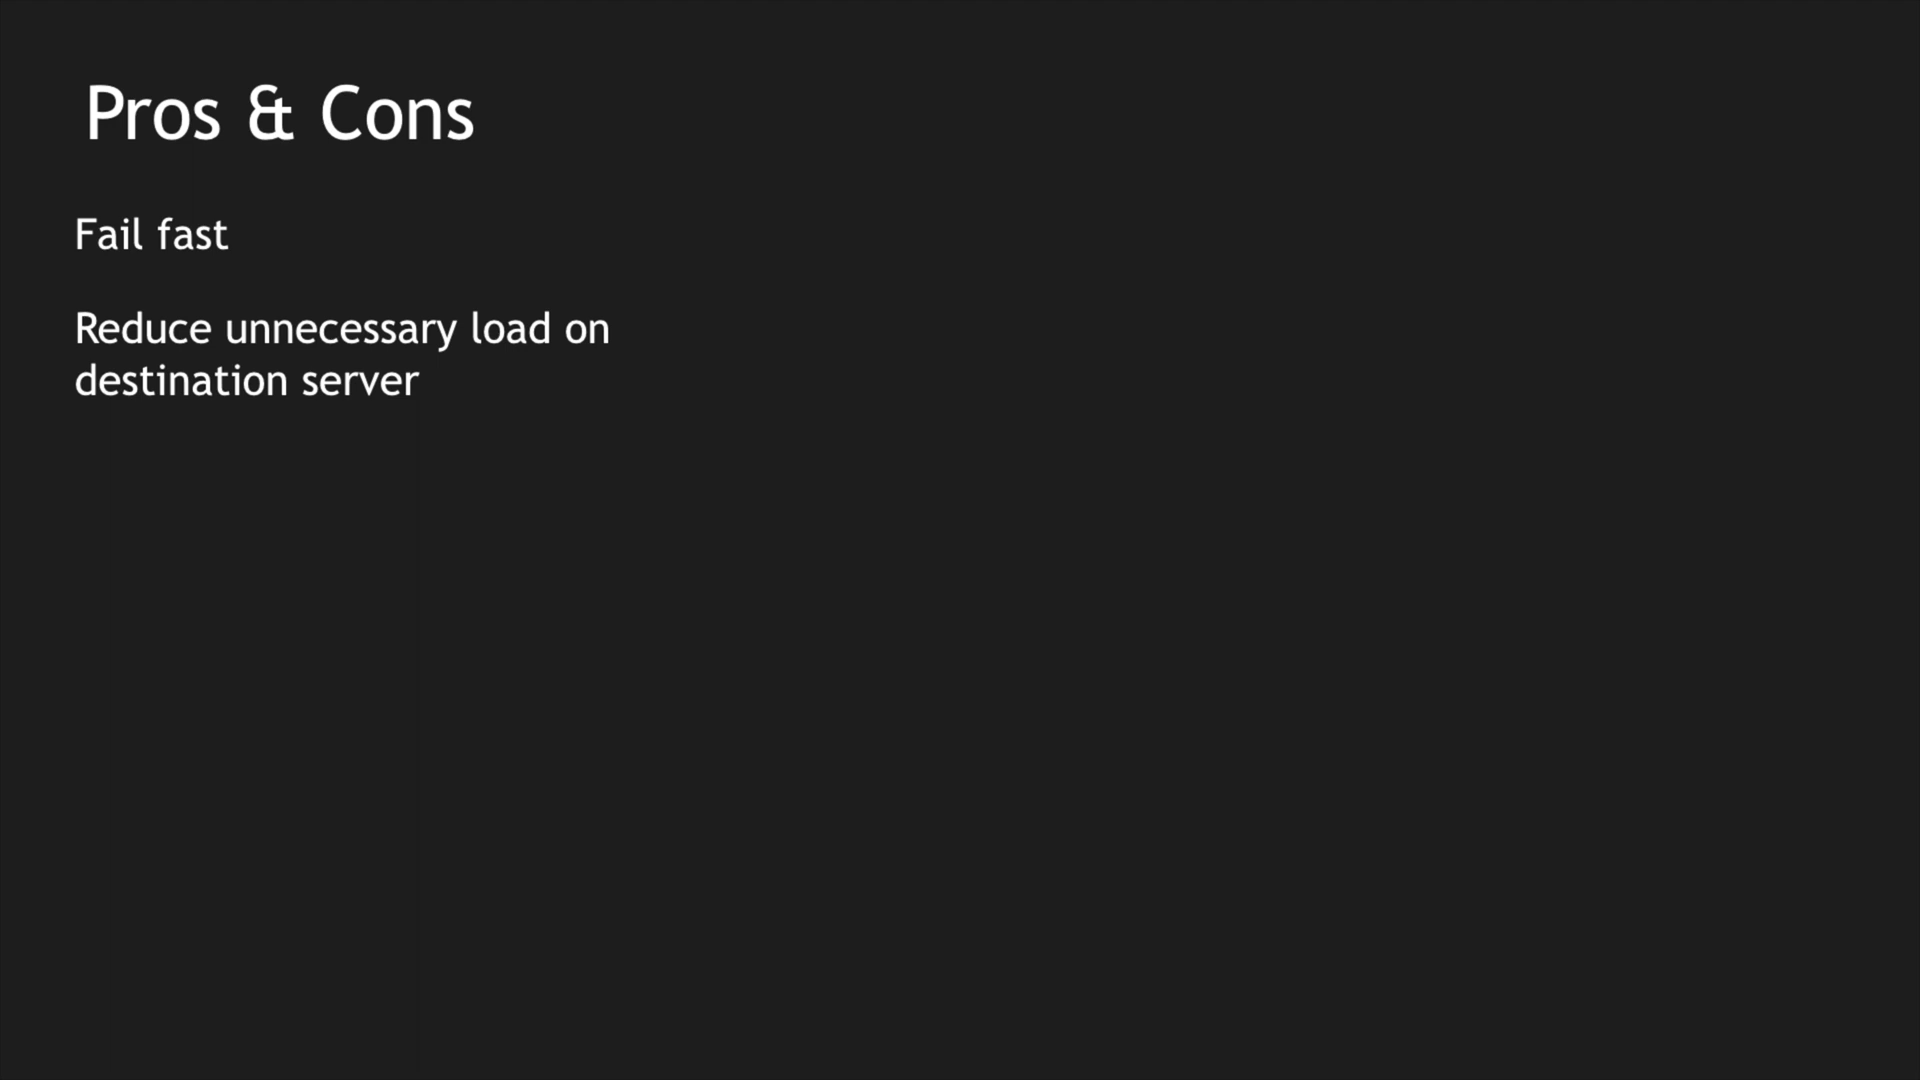 Pros & Cons
Fail fast
Reduce unnecessary load on
destination server